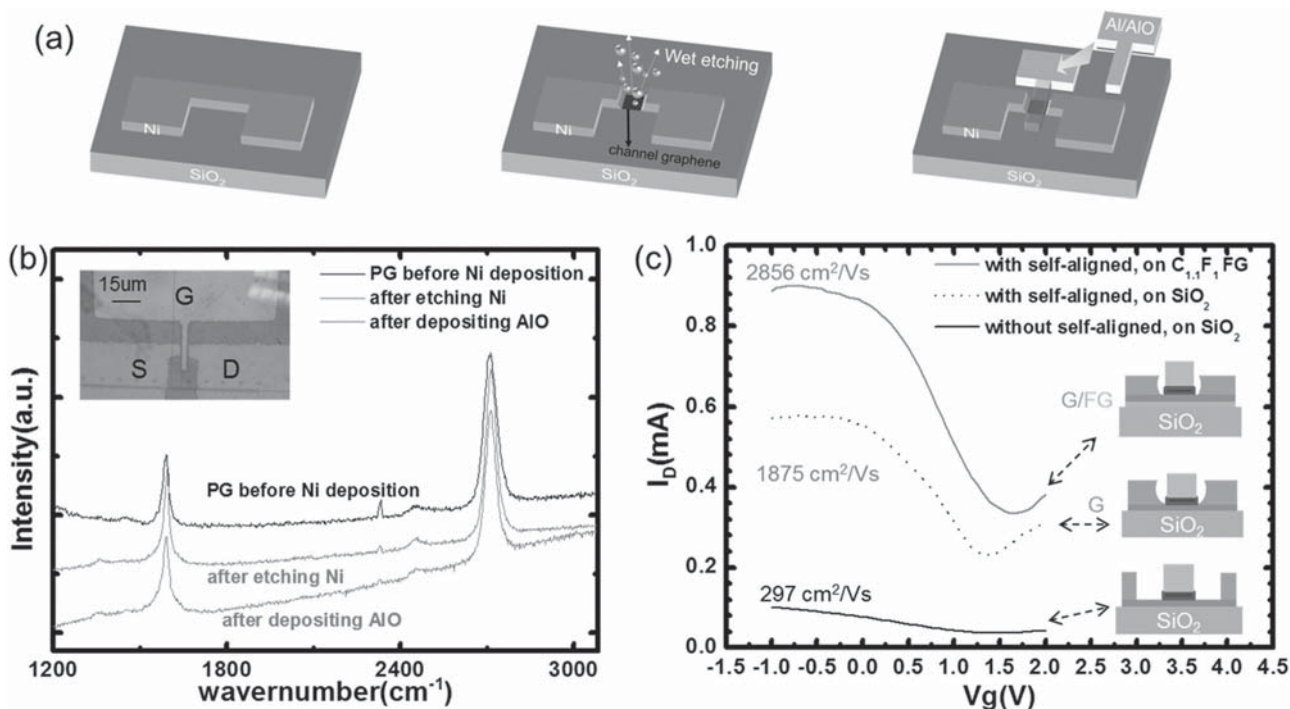 (a)
Ni
SiO₂
Wet etching
Ni
channel graphene
SiO₂
Al/AlO
Ni
SiO₂
(b)
15um
G
S D
PG before Ni deposition
after etching Ni
after depositing AlO
PG before Ni deposition
after etching Ni
after depositing AlO
Intensity(a.u.)
1200 1800 2400 3000
wavernumber(cm⁻¹)
(c)
1.0
0.8
0.6
0.4
0.2
0.0
I_D(mA)
2856 cm²/Vs
1875 cm²/Vs
297 cm²/Vs
with self-aligned, on C₁.₁F₁ FG
with self-aligned, on SiO₂
without self-aligned, on SiO₂
G/FG
SiO₂
G
SiO₂
SiO₂
-1.5 -1.0 -0.5 0.0 0.5 1.0 1.5 2.0 2.5 3.0 3.5 4.0 4.5
Vg(V)